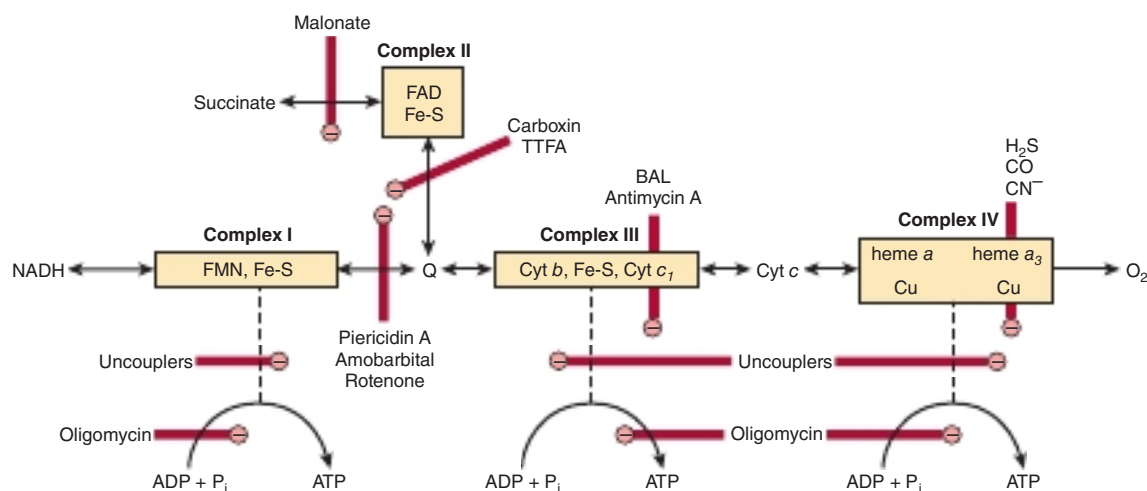 Malonate
Complex II
Succinate
FAD
Fe-S
Carboxin
TTFA
BAL
Antimycin A
H₂S
CO
CN⁻
Complex I
Complex III
Complex IV
NADH
FMN, Fe-S
Q
Cyt b, Fe-S, Cyt c₁
Cyt c
heme a
heme a₃
Cu
Cu
O₂
Piericidin A
Amobarbital
Rotenone
Uncouplers
Uncouplers
Oligomycin
Oligomycin
ADP + Pᵢ
ATP
ADP + Pᵢ
ATP
ADP + Pᵢ
ATP